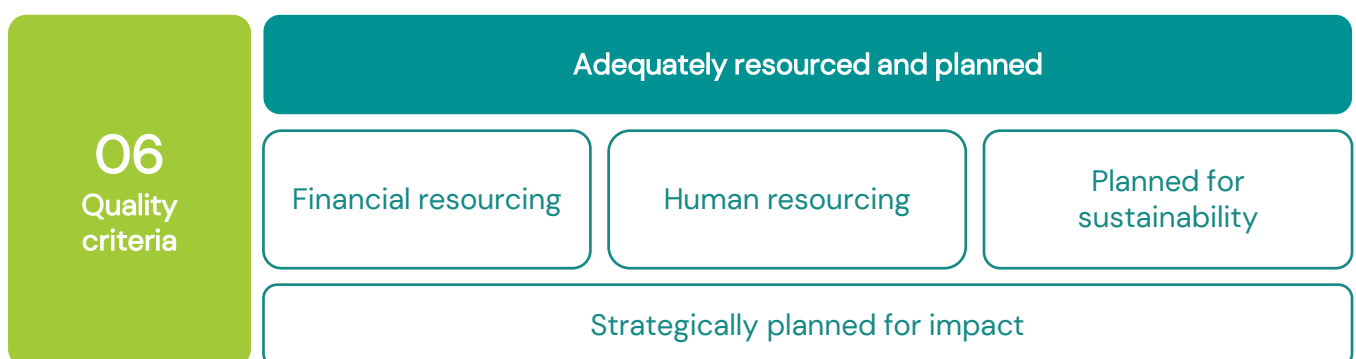 06
Quality
criteria
Adequately resourced and planned
Financial resourcing
Human resourcing
Planned for
sustainability
Strategically planned for impact